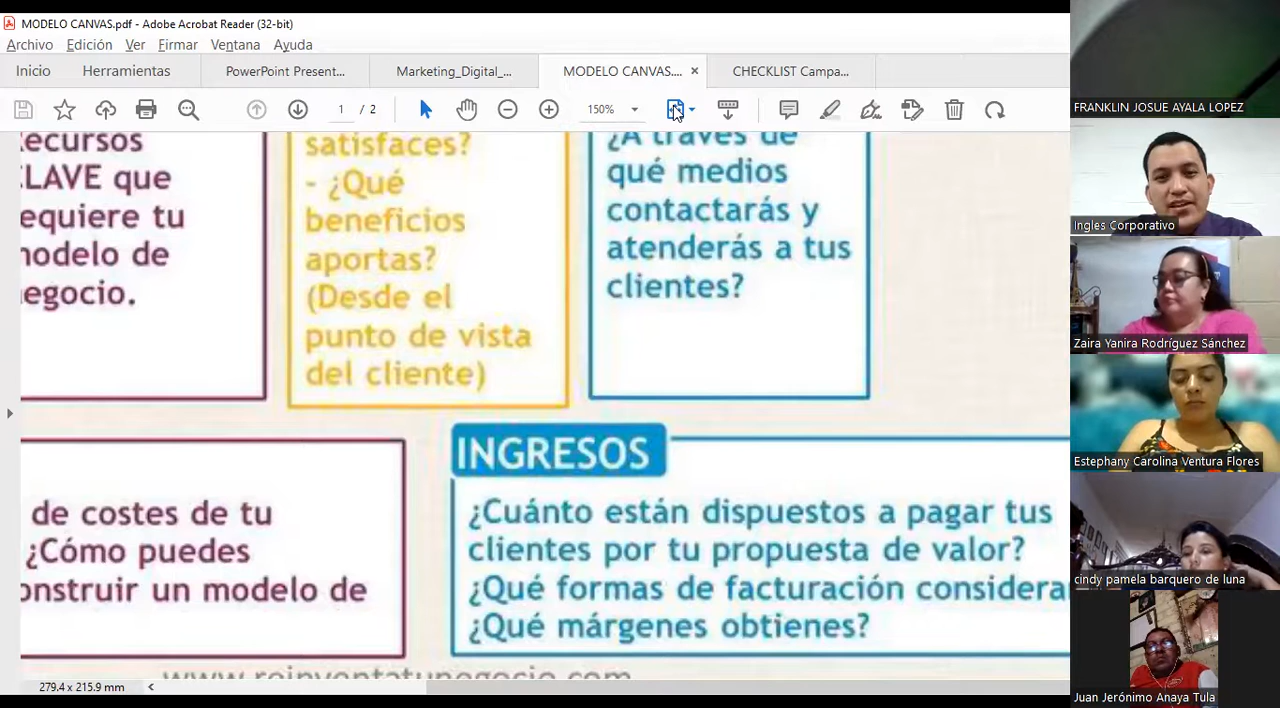 MODELO CANVAS.pdf - Adobe Acrobat Reader (32-bit)
Archivo Edición Ver Firmar Ventana Ayuda
Inicio Herramientas PowerPoint Present... Marketing_Digital_... MODELO CANVAS.... × CHECKLIST Campa...
1 / 2 150%
ecursos
LAVE que
equiere tu
modelo de
egocio.
satisfaces?
- ¿Qué
beneficios
aportas?
(Desde el
punto de vista
del cliente)
¿A través de
qué medios
contactarás y
atenderás a tus
clientes?
de costes de tu
¿Cómo puedes
onstruir un modelo de
INGRESOS
¿Cuánto están dispuestos a pagar tus
clientes por tu propuesta de valor?
¿Qué formas de facturación considera
¿Qué márgenes obtienes?
www.reinventatunegocio.com
279.4 x 215.9 mm
FRANKLIN JOSUE AYALA LOPEZ
Ingles Corporativo
Zaira Yanira Rodríguez Sánchez
Estephany Carolina Ventura Flores
cindy pamela barquero de luna
Juan Jerónimo Anaya Tula